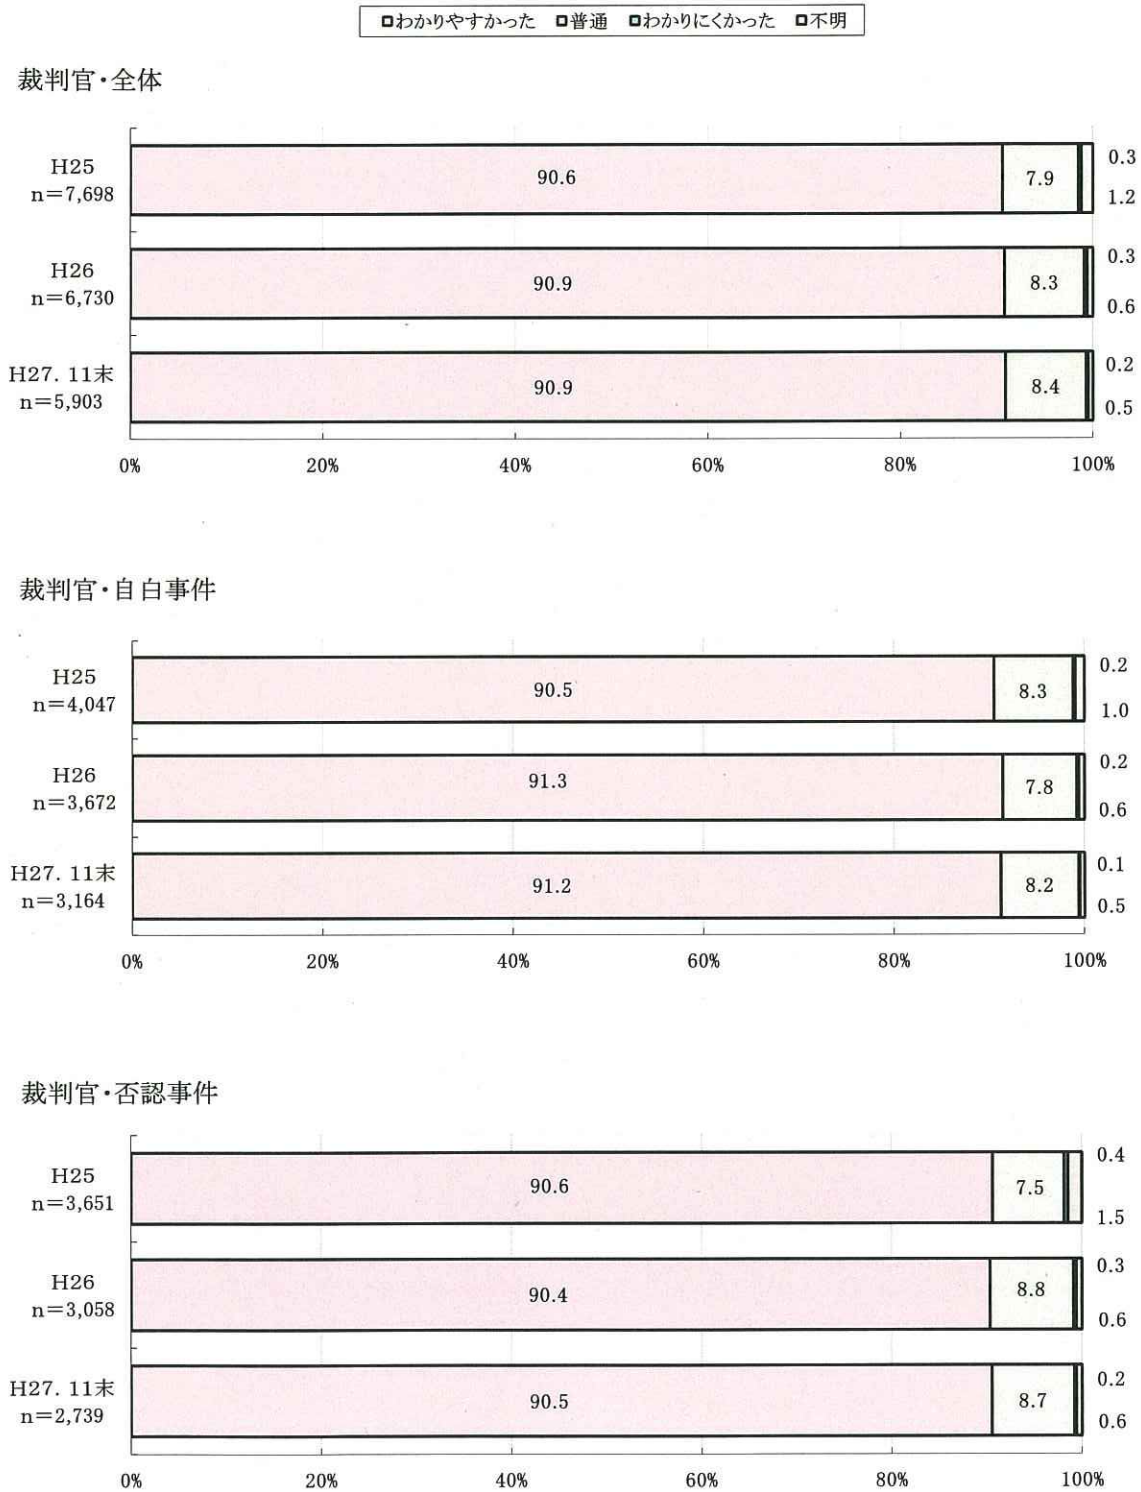 わかりやすかった 普通 わかりにくかった 不明
裁判官・全体
H25
n＝7,698
90.6 7.9 0.3
1.2
H26
n＝6,730
90.9 8.3 0.3
0.6
H27. 11末
n＝5,903
90.9 8.4 0.2
0.5
0% 20% 40% 60% 80% 100%
裁判官・自白事件
H25
n＝4,047
90.5 8.3 0.2
1.0
H26
n＝3,672
91.3 7.8 0.2
0.6
H27. 11末
n＝3,164
91.2 8.2 0.1
0.5
0% 20% 40% 60% 80% 100%
裁判官・否認事件
H25
n＝3,651
90.6 7.5 0.4
1.5
H26
n＝3,058
90.4 8.8 0.3
0.6
H27. 11末
n＝2,739
90.5 8.7 0.2
0.6
0% 20% 40% 60% 80% 100%